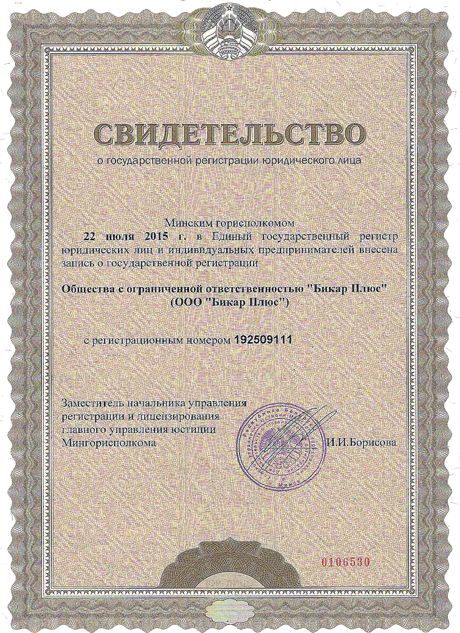 СВИДЕТЕЛЬСТВО
о государственной регистрации юридического лица
Минским горисполкомом
22 июля 2015 г. в Единый государственный регистр
юридических лиц и индивидуальных предпринимателей внесена
запись о государственной регистрации
Общества с ограниченной ответственностью "Бикар Плюс"
(ООО "Бикар Плюс")
с регистрационным номером 192509111
Заместитель начальника управления
регистрации и лицензирования
главного управления юстиции
Мингорисполкома
И.И.Борисова
0106530